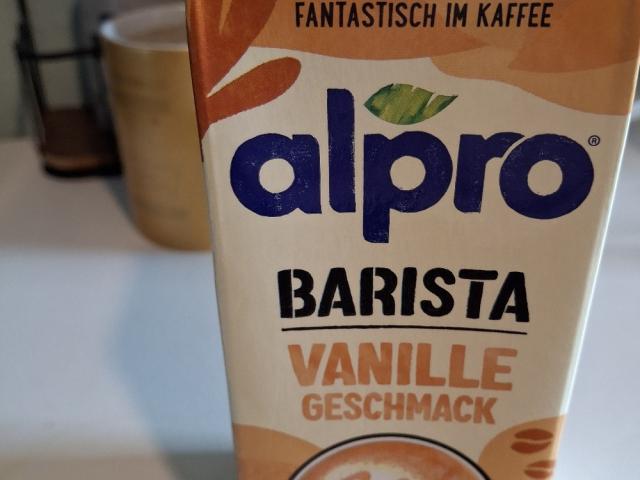 FANTASTISCH IM KAFFEE
alpro®
BARISTA
VANILLE
GESCHMACK